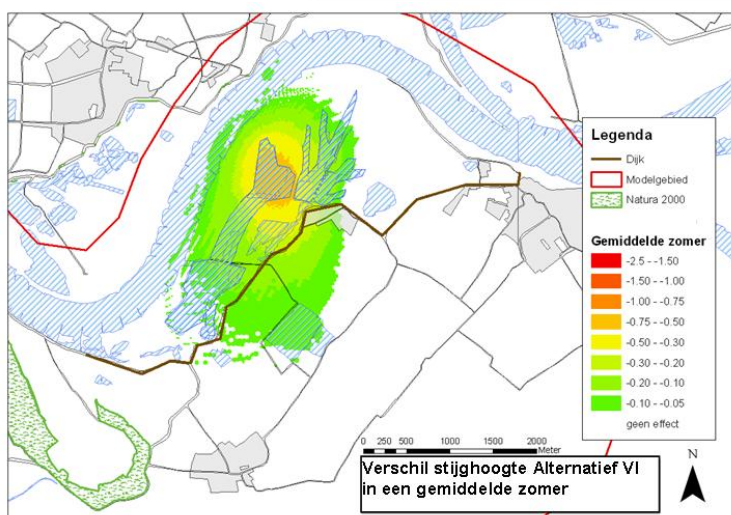 Legenda
Dijk
Modelgebied
Natura 2000
Gemiddelde zomer
-2.5 - -1.50
-1.50 - -1.00
-1.00 - -0.75
-0.75 - -0.50
-0.50 - -0.30
-0.30 - -0.20
-0.20 - -0.10
-0.10 - -0.05
geen effect
0 250 500 1000 1500 2000
Meter
Verschil stijghoogte Alternatief VI
in een gemiddelde zomer
N